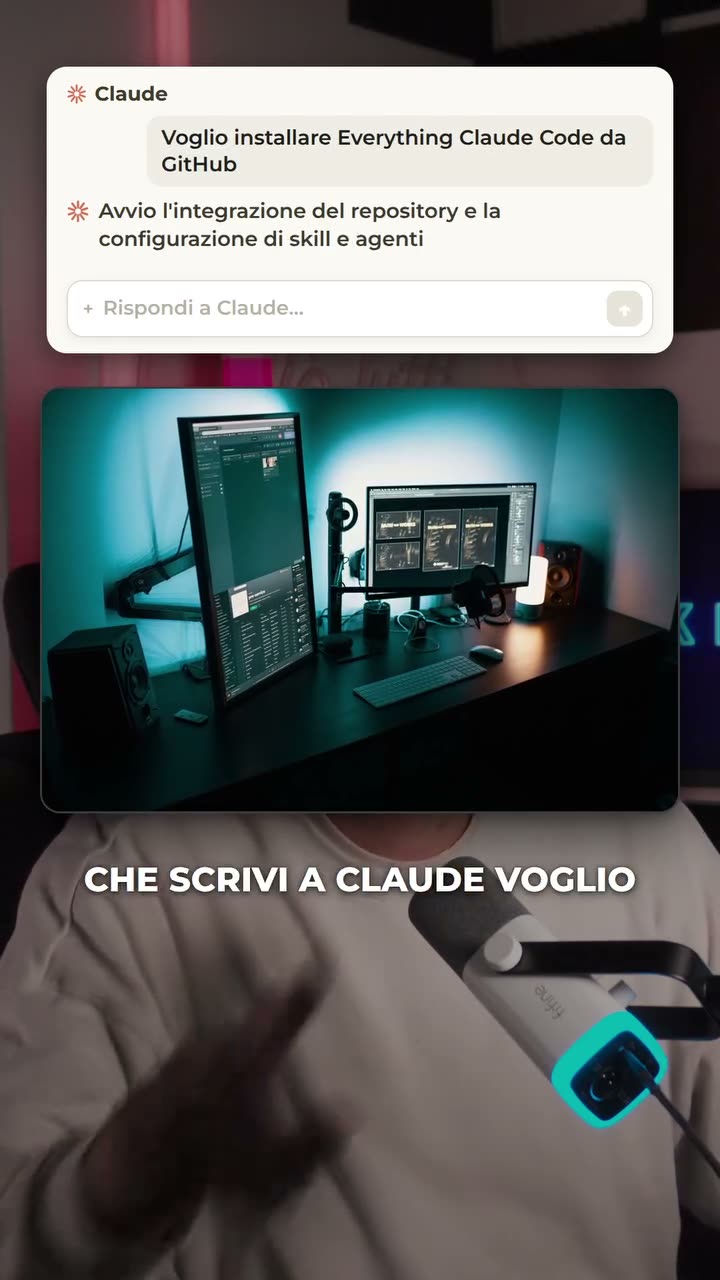 Claude
Voglio installare Everything Claude Code da
GitHub
Avvio l'integrazione del repository e la
configurazione di skill e agenti
+ Rispondi a Claude...
CHE SCRIVI A CLAUDE VOGLIO
fifine